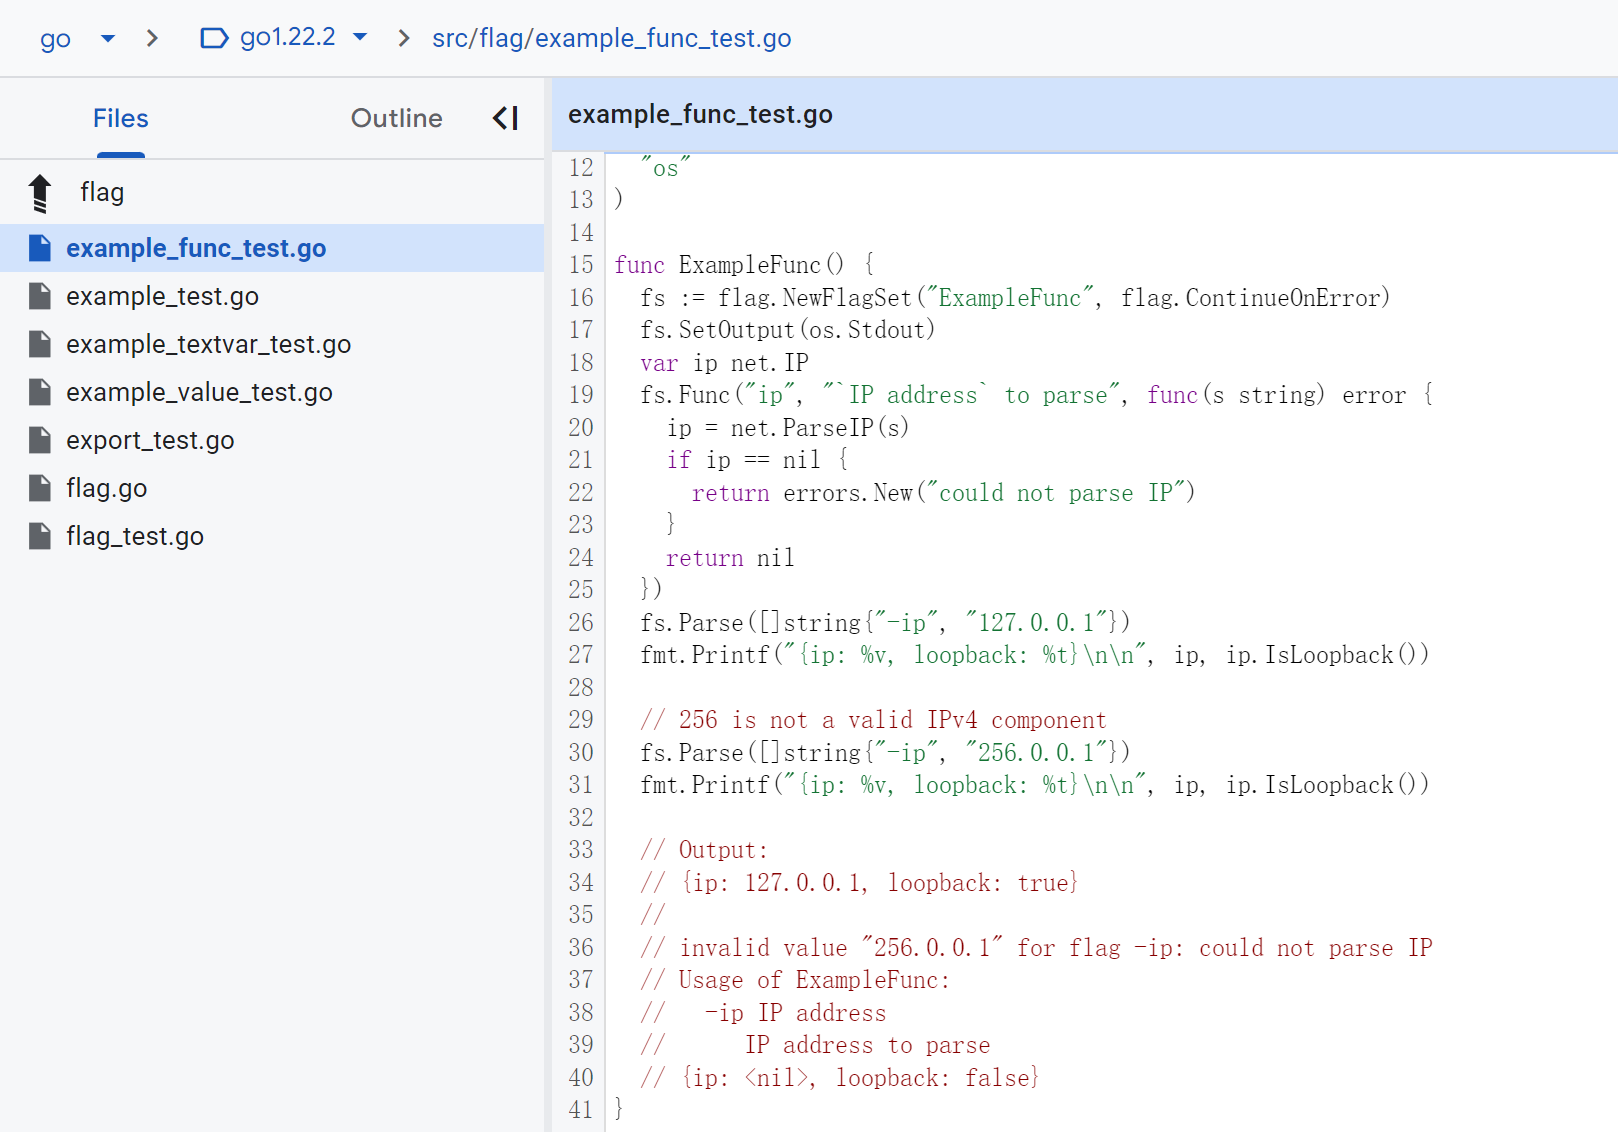 go > go1.22.2 > src/flag/example_func_test.go
Files Outline
flag
example_func_test.go
example_test.go
example_textvar_test.go
example_value_test.go
export_test.go
flag.go
flag_test.go
example_func_test.go
12   "os"
13 )
14
15 func ExampleFunc() {
16   fs := flag.NewFlagSet("ExampleFunc", flag.ContinueOnError)
17   fs.SetOutput(os.Stdout)
18   var ip net.IP
19   fs.Func("ip", "`IP address` to parse", func(s string) error {
20     ip = net.ParseIP(s)
21     if ip == nil {
22       return errors.New("could not parse IP")
23     }
24     return nil
25   })
26   fs.Parse([]string{"-ip", "127.0.0.1"})
27   fmt.Printf("{ip: %v, loopback: %t}\n\n", ip, ip.IsLoopback())
28
29   // 256 is not a valid IPv4 component
30   fs.Parse([]string{"-ip", "256.0.0.1"})
31   fmt.Printf("{ip: %v, loopback: %t}\n\n", ip, ip.IsLoopback())
32
33   // Output:
34   // {ip: 127.0.0.1, loopback: true}
35   //
36   // invalid value "256.0.0.1" for flag -ip: could not parse IP
37   // Usage of ExampleFunc:
38   //   -ip IP address
39   //      IP address to parse
40   // {ip: <nil>, loopback: false}
41 }